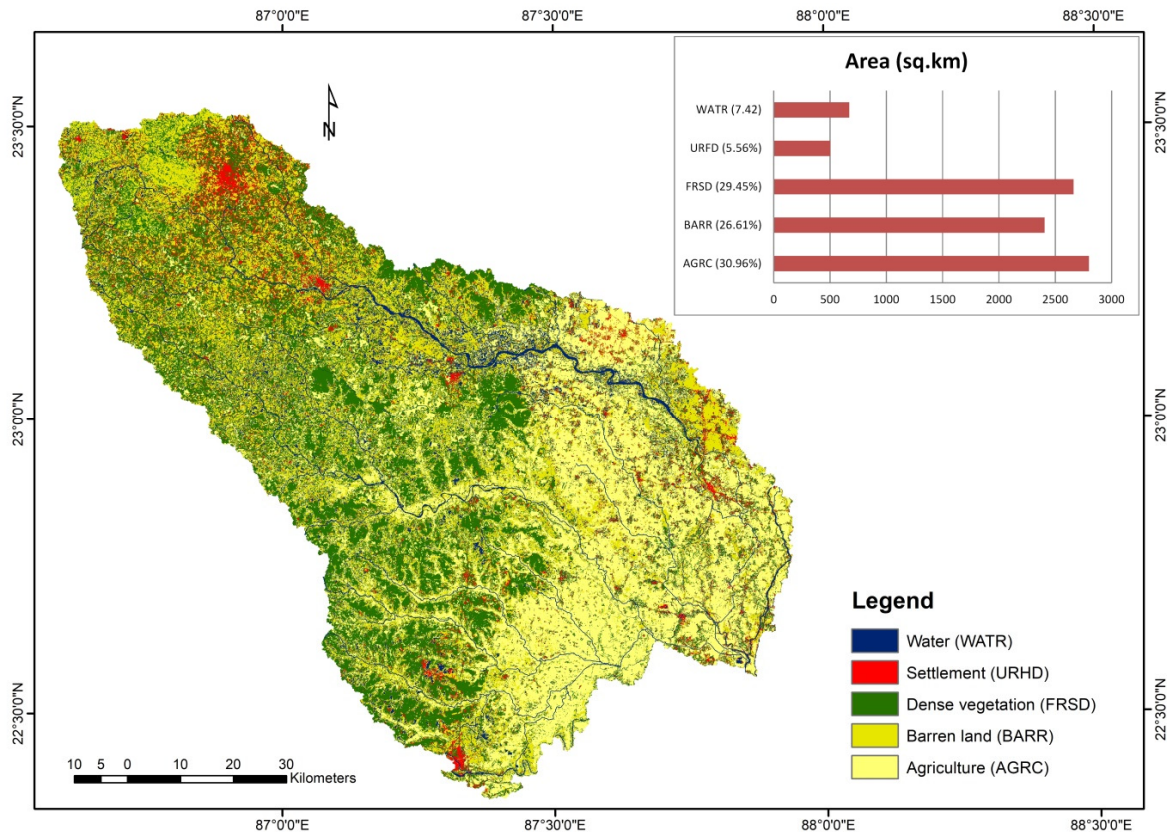 87°0'0"E
87°30'0"E
88°0'0"E
88°30'0"E
Area (sq.km)
WATR (7.42)
URFD (5.56%)
FRSD (29.45%)
BARR (26.61%)
AGRC (30.96%)
0 500 1000 1500 2000 2500 3000
N
23°30'0"N
23°30'0"N
23°0'0"N
23°0'0"N
22°30'0"N
22°30'0"N
Legend
Water (WATR)
Settlement (URHD)
Dense vegetation (FRSD)
Barren land (BARR)
Agriculture (AGRC)
10 5 0 10 20 30
Kilometers
87°0'0"E
87°30'0"E
88°0'0"E
88°30'0"E